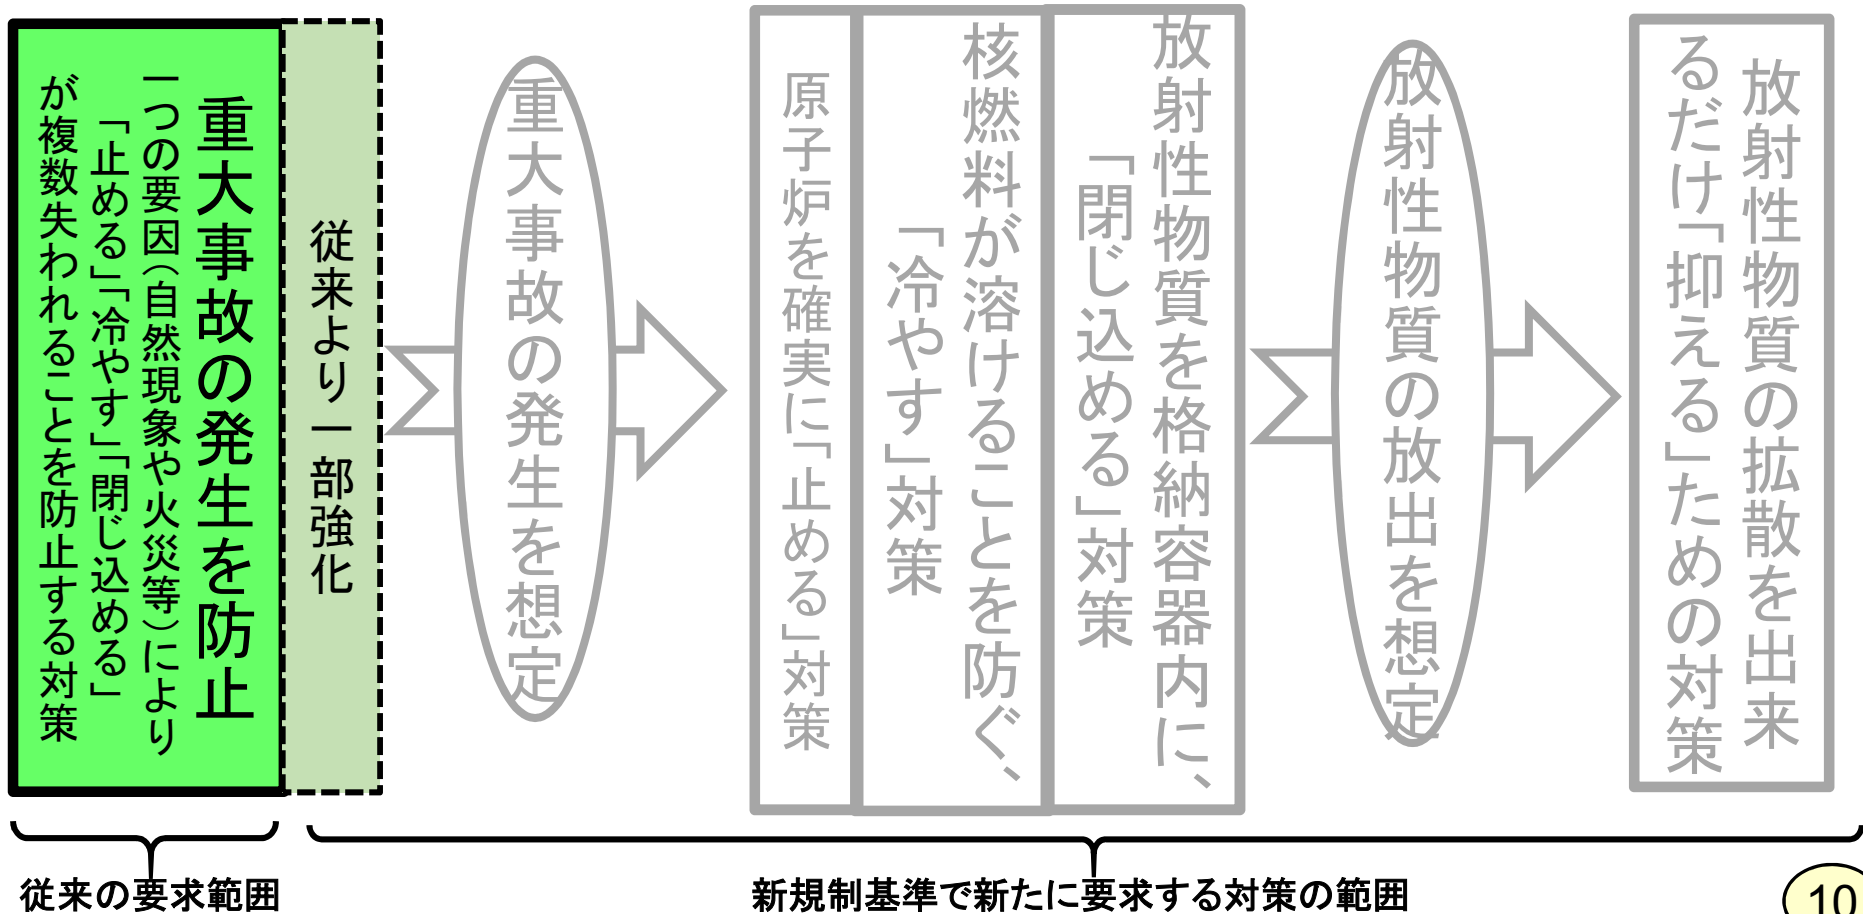 重大事故の発生を防止
一つの要因（自然現象や火災等）により
「止める」「冷やす」「閉じ込める」
が複数失われることを防止する対策
従来より一部強化
重大事故の発生を想定
原子炉を確実に「止める」対策
核燃料が溶けることを防ぐ、
「冷やす」対策
放射性物質を格納容器内に、
「閉じ込める」対策
放射性物質の放出を想定
放射性物質の拡散を出来
るだけ「抑える」ための対策
従来の要求範囲
新規制基準で新たに要求する対策の範囲
10